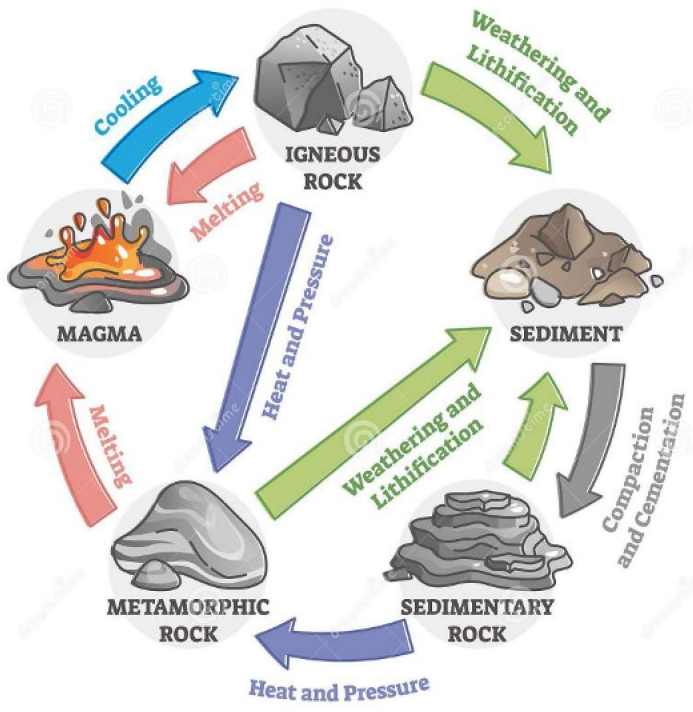 Weathering and
Lithification
Cooling
IGNEOUS
ROCK
Melting
Heat and Pressure
MAGMA
SEDIMENT
Melting
Weathering and
Lithification
Compaction
and Cementation
METAMORPHIC
ROCK
SEDIMENTARY
ROCK
Heat and Pressure